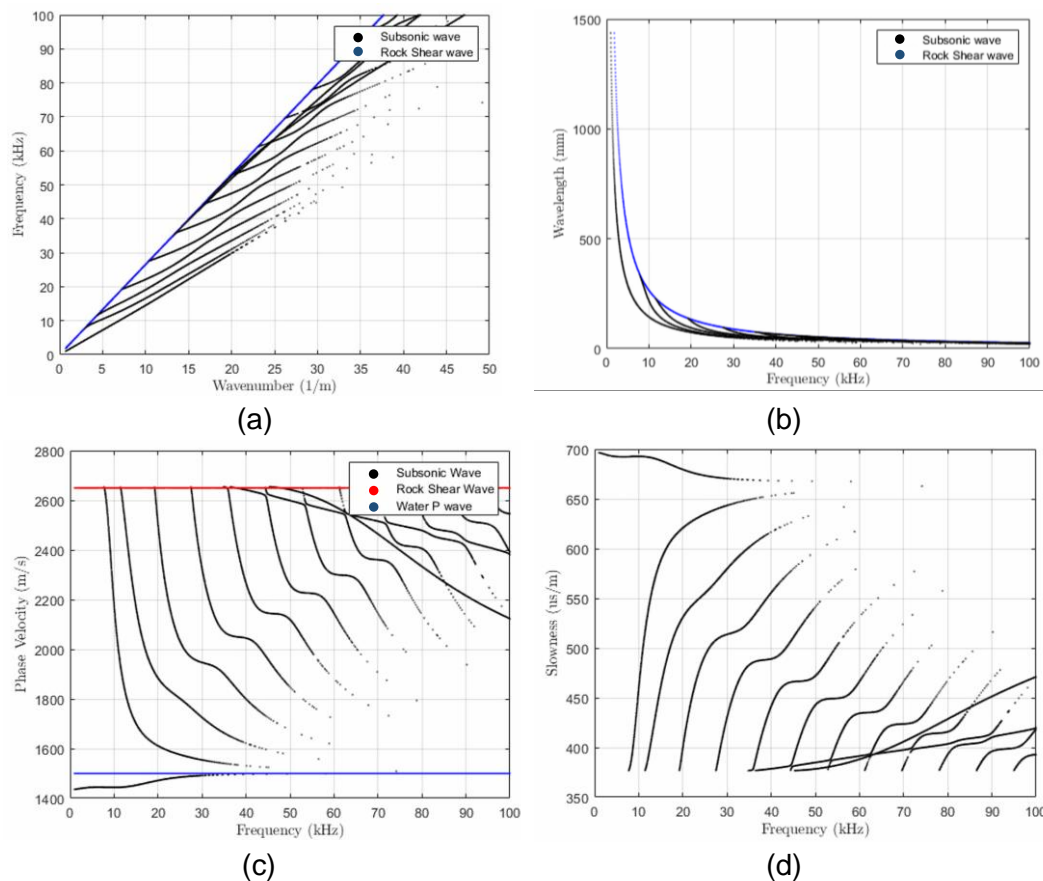 100
90
80
70
60
50
40
30
20
10
0
Frequency (kHz)
0 5 10 15 20 25 30 35 40 45 50
Wavenumber (1/m)
Subsonic wave
Rock Shear wave
(a)
1500
1000
500
0
Wavelength (mm)
0 10 20 30 40 50 60 70 80 90 100
Frequency (kHz)
Subsonic wave
Rock Shear wave
(b)
2800
2600
2400
2200
2000
1800
1600
1400
Phase Velocity (m/s)
0 10 20 30 40 50 60 70 80 90 100
Frequency (kHz)
Subsonic Wave
Rock Shear Wave
Water P wave
(c)
700
650
600
550
500
450
400
350
Slowness (us/m)
0 10 20 30 40 50 60 70 80 90 100
Frequency (kHz)
(d)